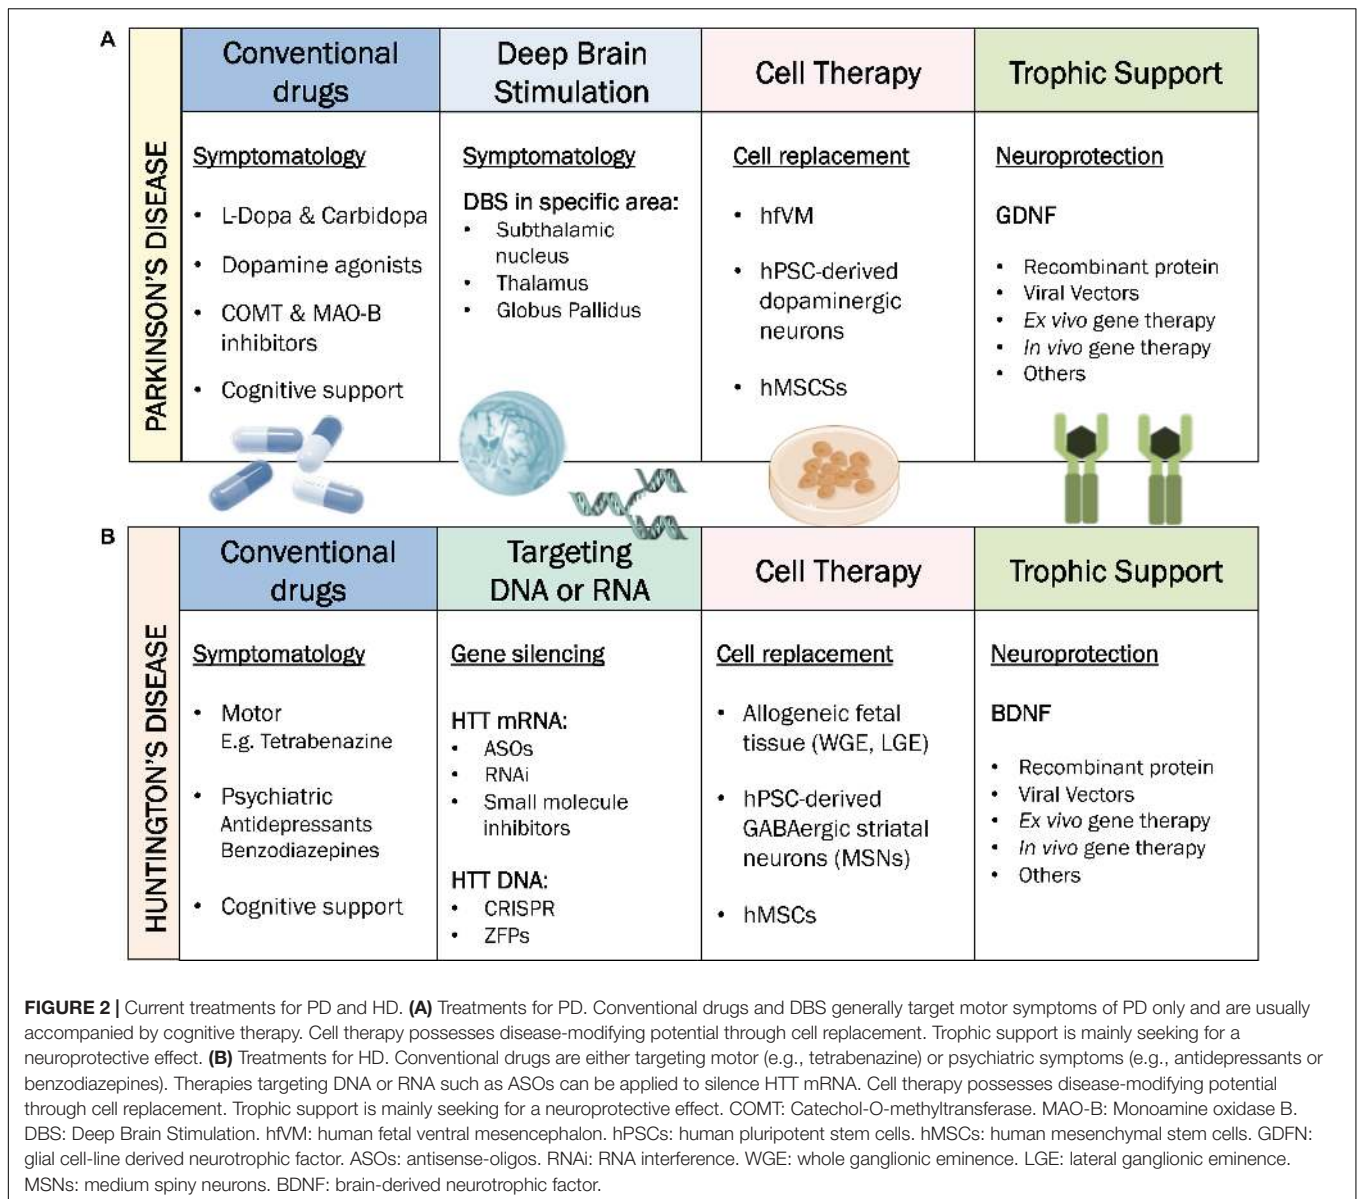 A
PARKINSON'S DISEASE
Conventional
drugs
Symptomatology
• L-Dopa & Carbidopa
• Dopamine agonists
• COMT & MAO-B
inhibitors
• Cognitive support
Deep Brain
Stimulation
Symptomatology
DBS in specific area:
• Subthalamic
nucleus
• Thalamus
• Globus Pallidus
Cell Therapy
Cell replacement
• hfVM
• hPSC-derived
dopaminergic
neurons
• hMSCSs
Trophic Support
Neuroprotection
GDNF
• Recombinant protein
• Viral Vectors
• Ex vivo gene therapy
• In vivo gene therapy
• Others
B
HUNTINGTON'S DISEASE
Conventional
drugs
Symptomatology
• Motor
E.g. Tetrabenazine
• Psychiatric
Antidepressants
Benzodiazepines
• Cognitive support
Targeting
DNA or RNA
Gene silencing
HTT mRNA:
• ASOs
• RNAi
• Small molecule
inhibitors
HTT DNA:
• CRISPR
• ZFPs
Cell Therapy
Cell replacement
• Allogeneic fetal
tissue (WGE, LGE)
• hPSC-derived
GABAergic striatal
neurons (MSNs)
• hMSCs
Trophic Support
Neuroprotection
BDNF
• Recombinant protein
• Viral Vectors
• Ex vivo gene therapy
• In vivo gene therapy
• Others
FIGURE 2 | Current treatments for PD and HD. (A) Treatments for PD. Conventional drugs and DBS generally target motor symptoms of PD only and are usually
accompanied by cognitive therapy. Cell therapy possesses disease-modifying potential through cell replacement. Trophic support is mainly seeking for a
neuroprotective effect. (B) Treatments for HD. Conventional drugs are either targeting motor (e.g., tetrabenazine) or psychiatric symptoms (e.g., antidepressants or
benzodiazepines). Therapies targeting DNA or RNA such as ASOs can be applied to silence HTT mRNA. Cell therapy possesses disease-modifying potential
through cell replacement. Trophic support is mainly seeking for a neuroprotective effect. COMT: Catechol-O-methyltransferase. MAO-B: Monoamine oxidase B.
DBS: Deep Brain Stimulation. hfVM: human fetal ventral mesencephalon. hPSCs: human pluripotent stem cells. hMSCs: human mesenchymal stem cells. GDFN:
glial cell-line derived neurotrophic factor. ASOs: antisense-oligos. RNAi: RNA interference. WGE: whole ganglionic eminence. LGE: lateral ganglionic eminence.
MSNs: medium spiny neurons. BDNF: brain-derived neurotrophic factor.